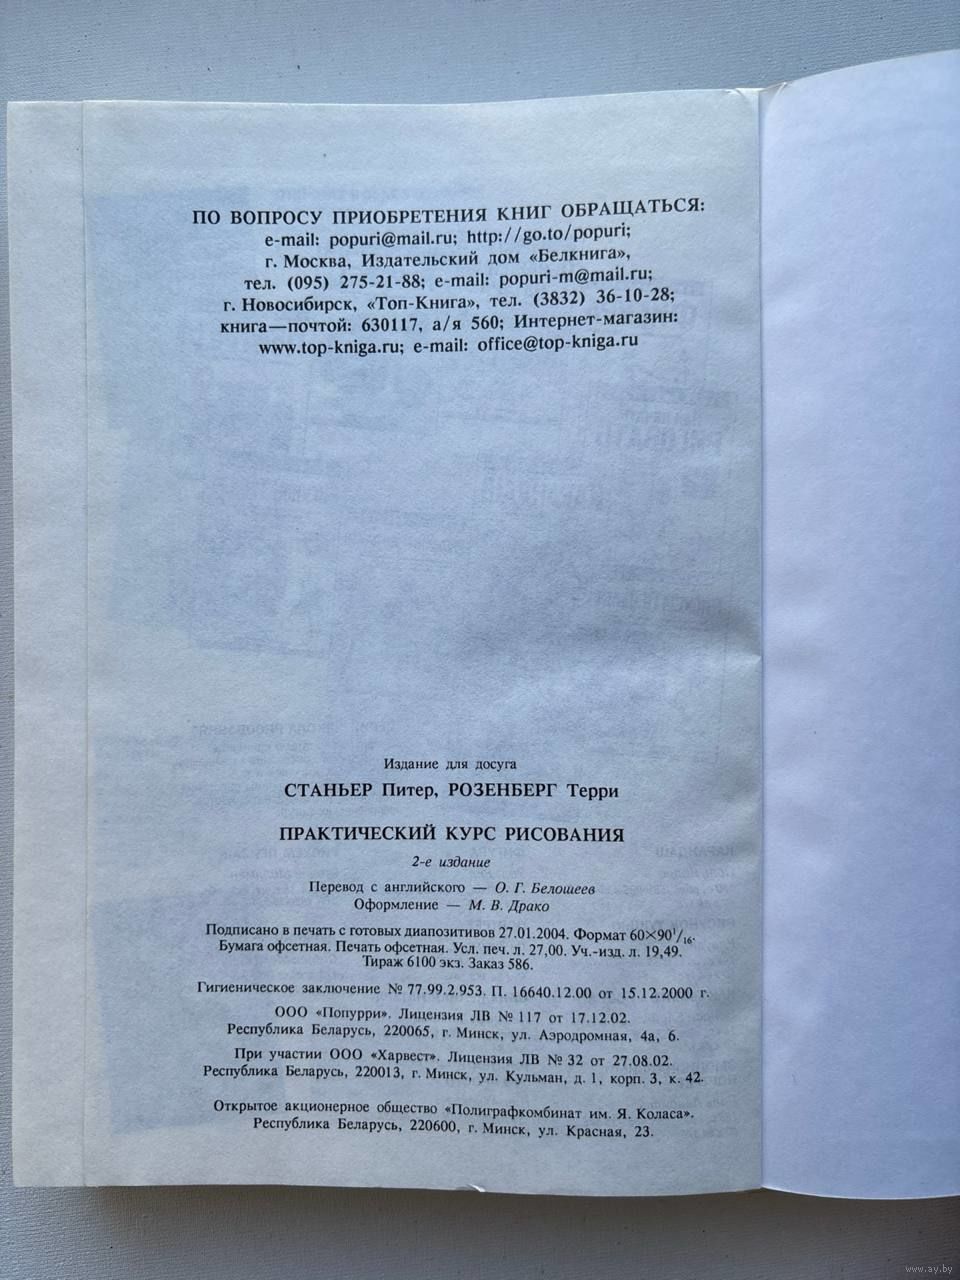 ПО ВОПРОСУ ПРИОБРЕТЕНИЯ КНИГ ОБРАЩАТЬСЯ:
e-mail: popuri@mail.ru; http://go.to/popuri;
г. Москва, Издательский дом «Белкнига»,
тел. (095) 275-21-88; e-mail: popuri-m@mail.ru;
г. Новосибирск, «Топ-Книга», тел. (3832) 36-10-28;
книга—почтой: 630117, а/я 560; Интернет-магазин:
www.top-kniga.ru; e-mail: office@top-kniga.ru
Издание для досуга
СТАНЬЕР Питер, РОЗЕНБЕРГ Терри
ПРАКТИЧЕСКИЙ КУРС РИСОВАНИЯ
2-е издание
Перевод с английского — О. Г. Белошеев
Оформление — М. В. Драко
Подписано в печать с готовых диапозитивов 27.01.2004. Формат 60×90¹/₁₆.
Бумага офсетная. Печать офсетная. Усл. печ. л. 27,00. Уч.-изд. л. 19,49.
Тираж 6100 экз. Заказ 586.
Гигиеническое заключение № 77.99.2.953. П. 16640.12.00 от 15.12.2000 г.
ООО «Попурри». Лицензия ЛВ № 117 от 17.12.02.
Республика Беларусь, 220065, г. Минск, ул. Аэродромная, 4а, 6.
При участии ООО «Харвест». Лицензия ЛВ № 32 от 27.08.02.
Республика Беларусь, 220013, г. Минск, ул. Кульман, д. 1, корп. 3, к. 42.
Открытое акционерное общество «Полиграфкомбинат им. Я. Коласа».
Республика Беларусь, 220600, г. Минск, ул. Красная, 23.
www.ay.by